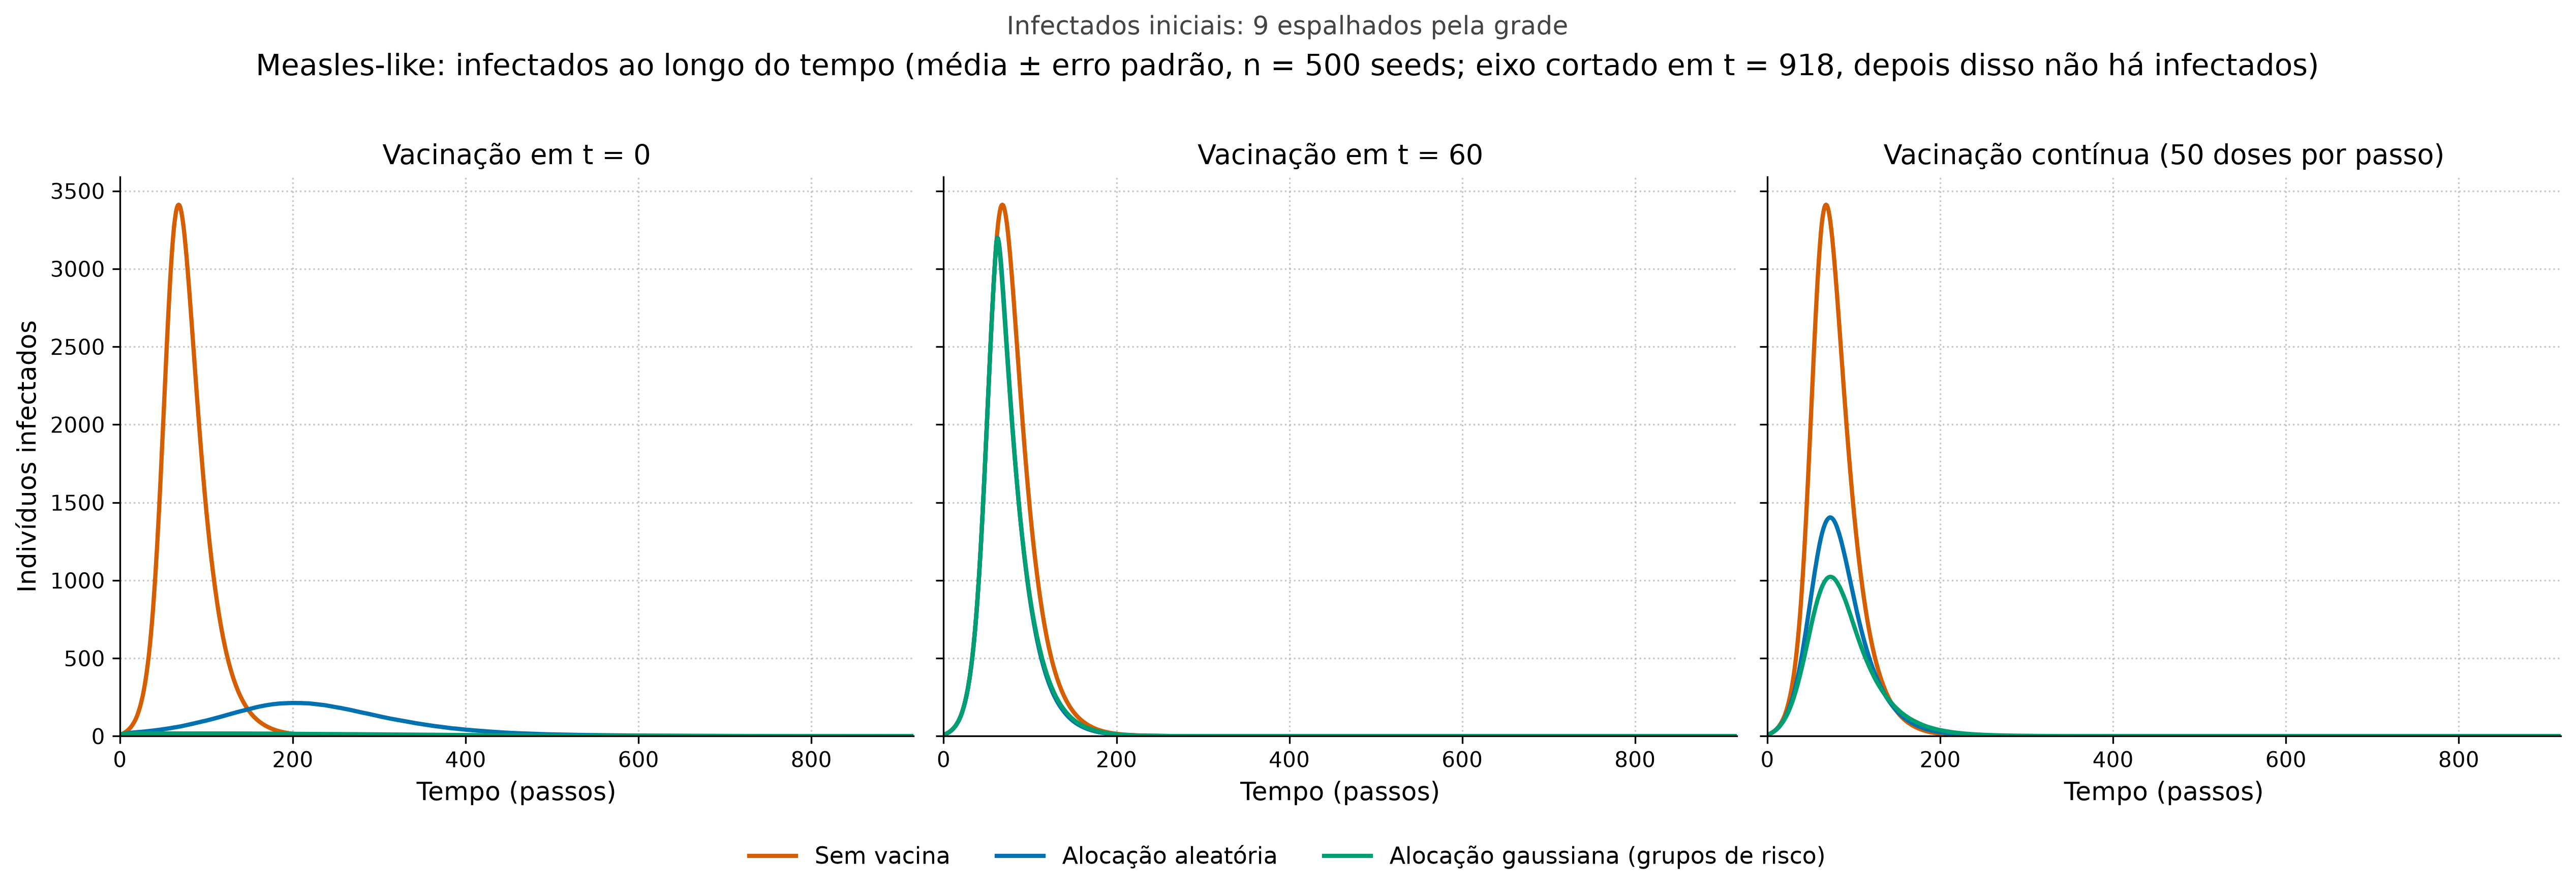 Infectados iniciais: 9 espalhados pela grade
Measles-like: infectados ao longo do tempo (média ± erro padrão, n = 500 seeds; eixo cortado em t = 918, depois disso não há infectados)
Vacinação em t = 0
Vacinação em t = 60
Vacinação contínua (50 doses por passo)
Indivíduos infectados
3500
3000
2500
2000
1500
1000
500
0
0 200 400 600 800
0 200 400 600 800
0 200 400 600 800
Tempo (passos)
Tempo (passos)
Tempo (passos)
Sem vacina
Alocação aleatória
Alocação gaussiana (grupos de risco)